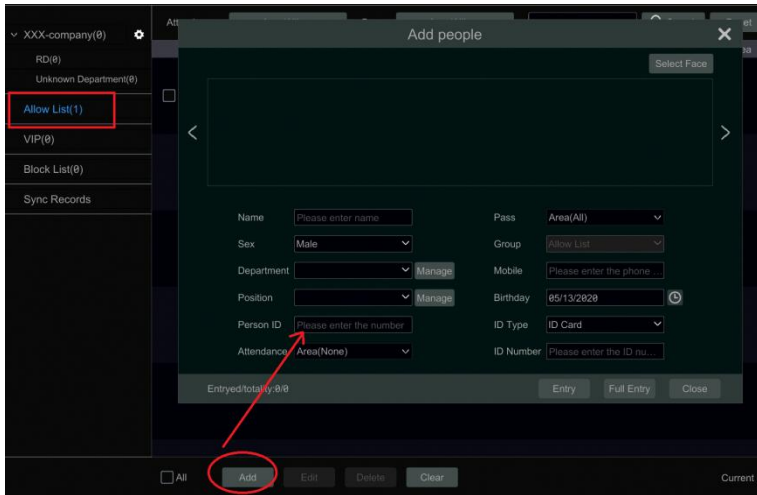 XXX-company(0)
RD(0)
Unknown Department(0)
Allow List(1)
VIP(0)
Block List(0)
Sync Records
Add people
Select Face
Name Please enter name Pass Area(All)
Sex Male Group Allow List
Department Manage Mobile Please enter the phone ...
Position Manage Birthday 05/13/2020
Person ID Please enter the number ID Type ID Card
Attendance Area(None) ID Number Please enter the ID nu...
Entryed/totality:0/0 Entry Full Entry Close
All Add Edit Delete Clear Current